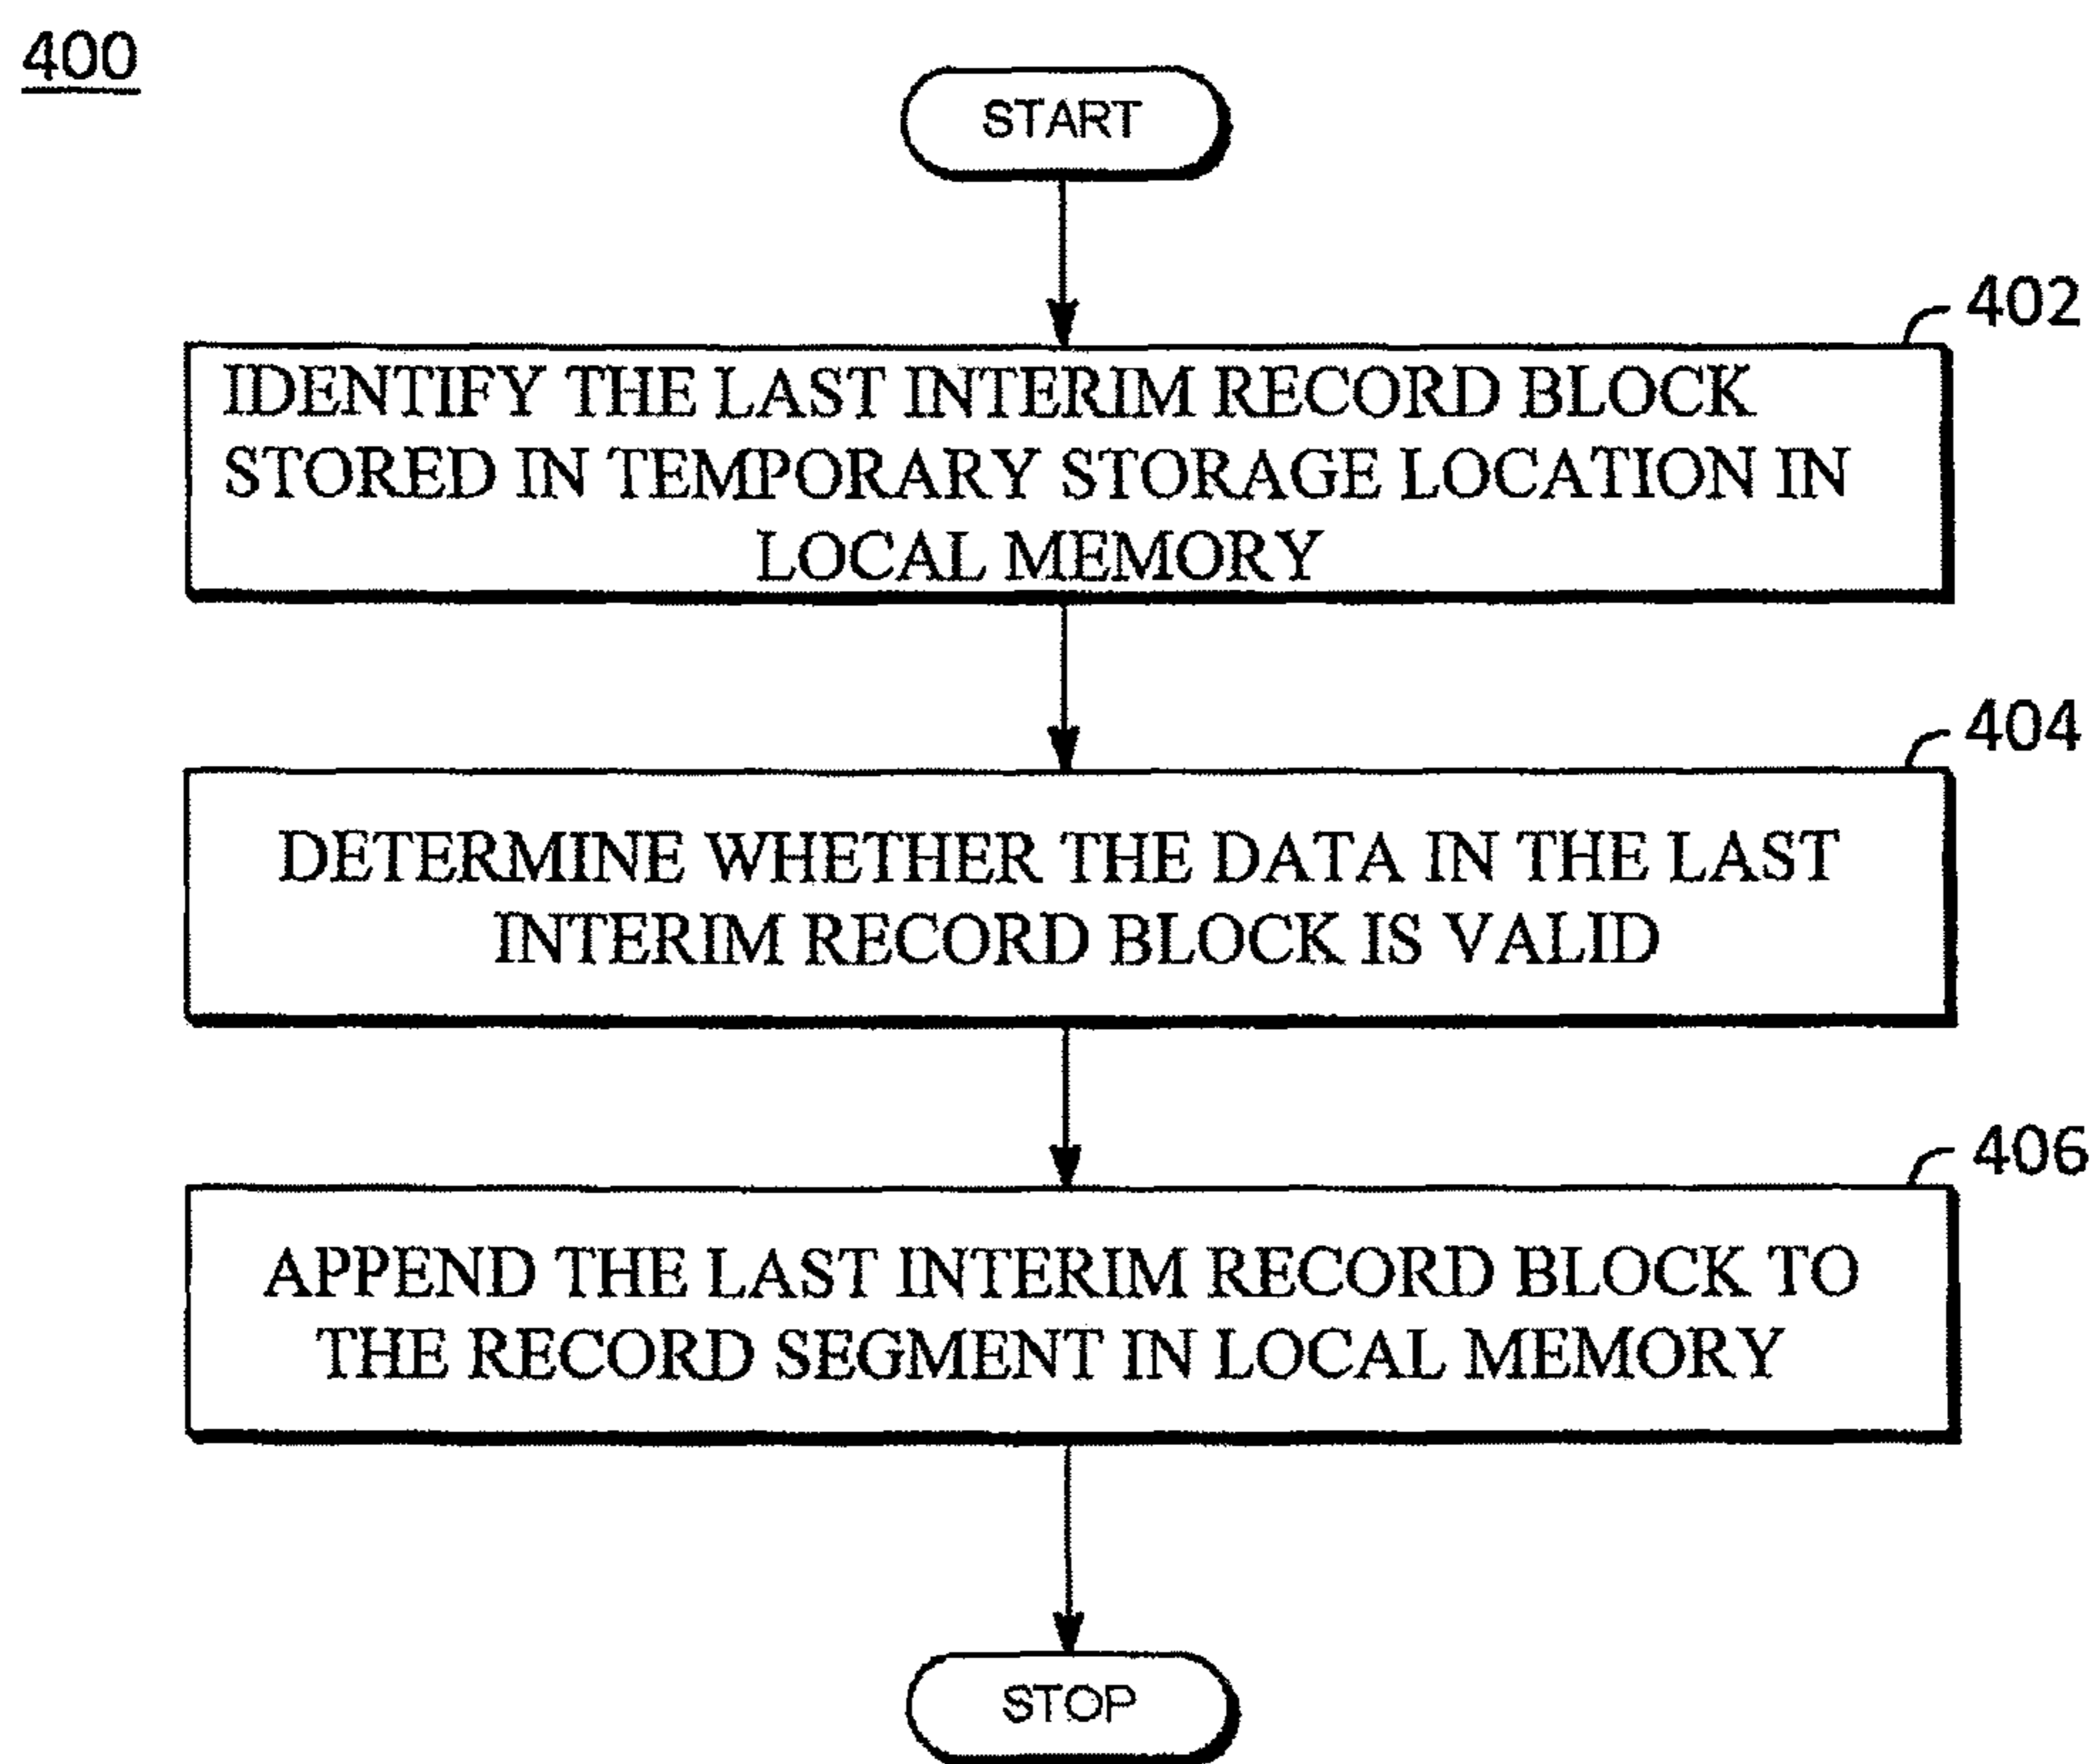 400
START
402
IDENTIFY THE LAST INTERIM RECORD BLOCK
STORED IN TEMPORARY STORAGE LOCATION IN
LOCAL MEMORY
404
DETERMINE WHETHER THE DATA IN THE LAST
INTERIM RECORD BLOCK IS VALID
406
APPEND THE LAST INTERIM RECORD BLOCK TO
THE RECORD SEGMENT IN LOCAL MEMORY
STOP